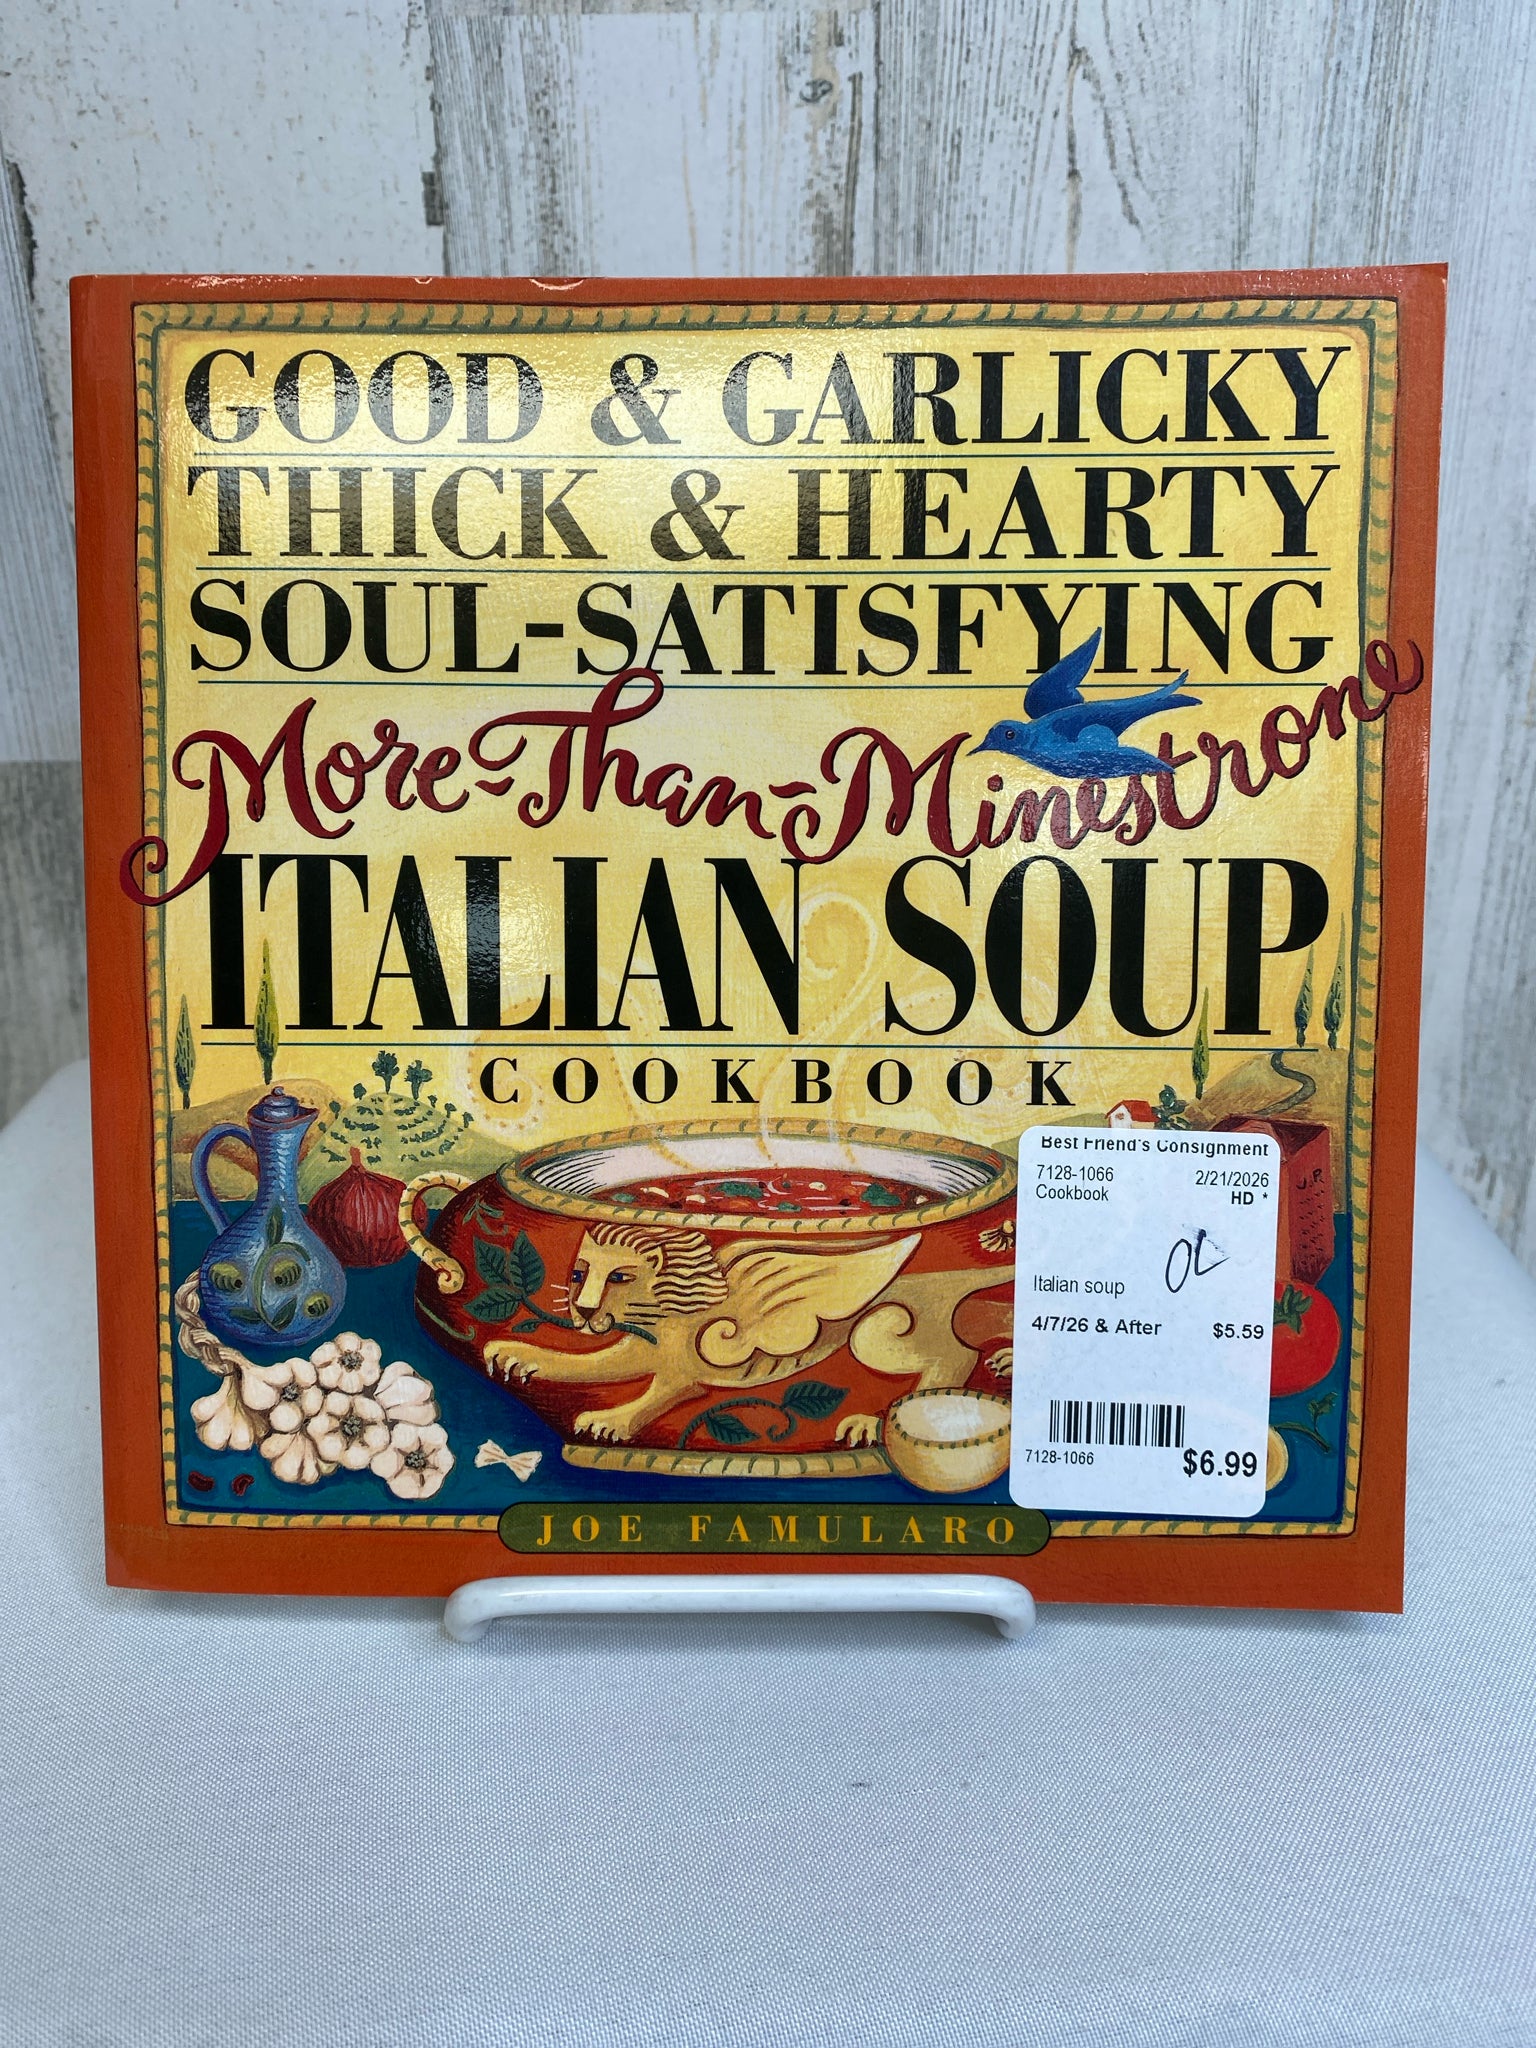 GOOD & GARLICKY
THICK & HEARTY
SOUL-SATISFYING
More-Than-Minestrone
ITALIAN SOUP
COOKBOOK
J.P.
Best Friend's Consignment
7128-1066 2/21/2026
Cookbook HD *
OL
Italian soup
4/7/26 & After $5.59
7128-1066 $6.99
JOE FAMULARO